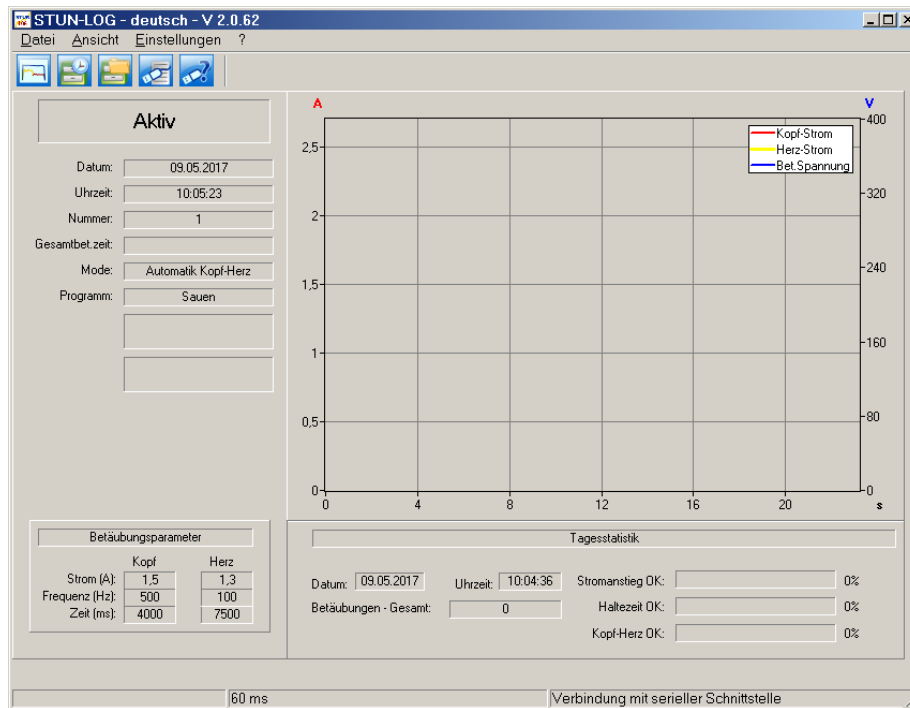 STUN-LOG - deutsch - V 2.0.62
Datei Ansicht Einstellungen ?
Aktiv
Datum: 09.05.2017
Uhrzeit: 10:05:23
Nummer: 1
Gesamtbet.zeit:
Mode: Automatik Kopf-Herz
Programm: Sauen
A
V
2,5
2
1,5
1
0,5
0
400
320
240
160
80
0
0 4 8 12 16 20 s
Kopf-Strom
Herz-Strom
Bet.Spannung
Betäubungsparameter
Kopf Herz
Strom (A): 1,5 1,3
Frequenz (Hz): 500 100
Zeit (ms): 4000 7500
Tagesstatistik
Datum: 09.05.2017 Uhrzeit: 10:04:36
Betäubungen - Gesamt: 0
Stromanstieg OK: 0%
Haltezeit OK: 0%
Kopf-Herz OK: 0%
60 ms
Verbindung mit serieller Schnittstelle